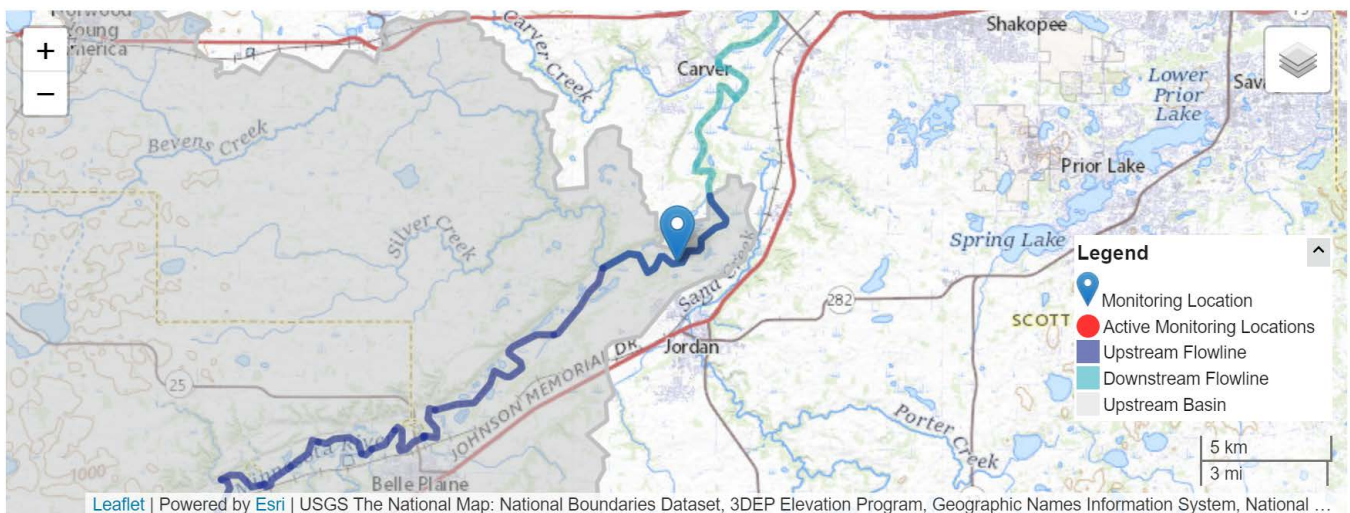 +
−
Norwood
Young
America
Carver Creek
Carver
Shakopee
Lower
Prior
Lake
Bevens Creek
Prior Lake
Silver Creek
Spring Lake
Sand Creek
282
SCOTT
Jordan
JOHNSON MEMORIAL DR.
25
Porter Creek
Minnesota River
1000
Belle Plaine
Legend
Monitoring Location
Active Monitoring Locations
Upstream Flowline
Downstream Flowline
Upstream Basin
5 km
3 mi
Leaflet | Powered by Esri | USGS The National Map: National Boundaries Dataset, 3DEP Elevation Program, Geographic Names Information System, National …